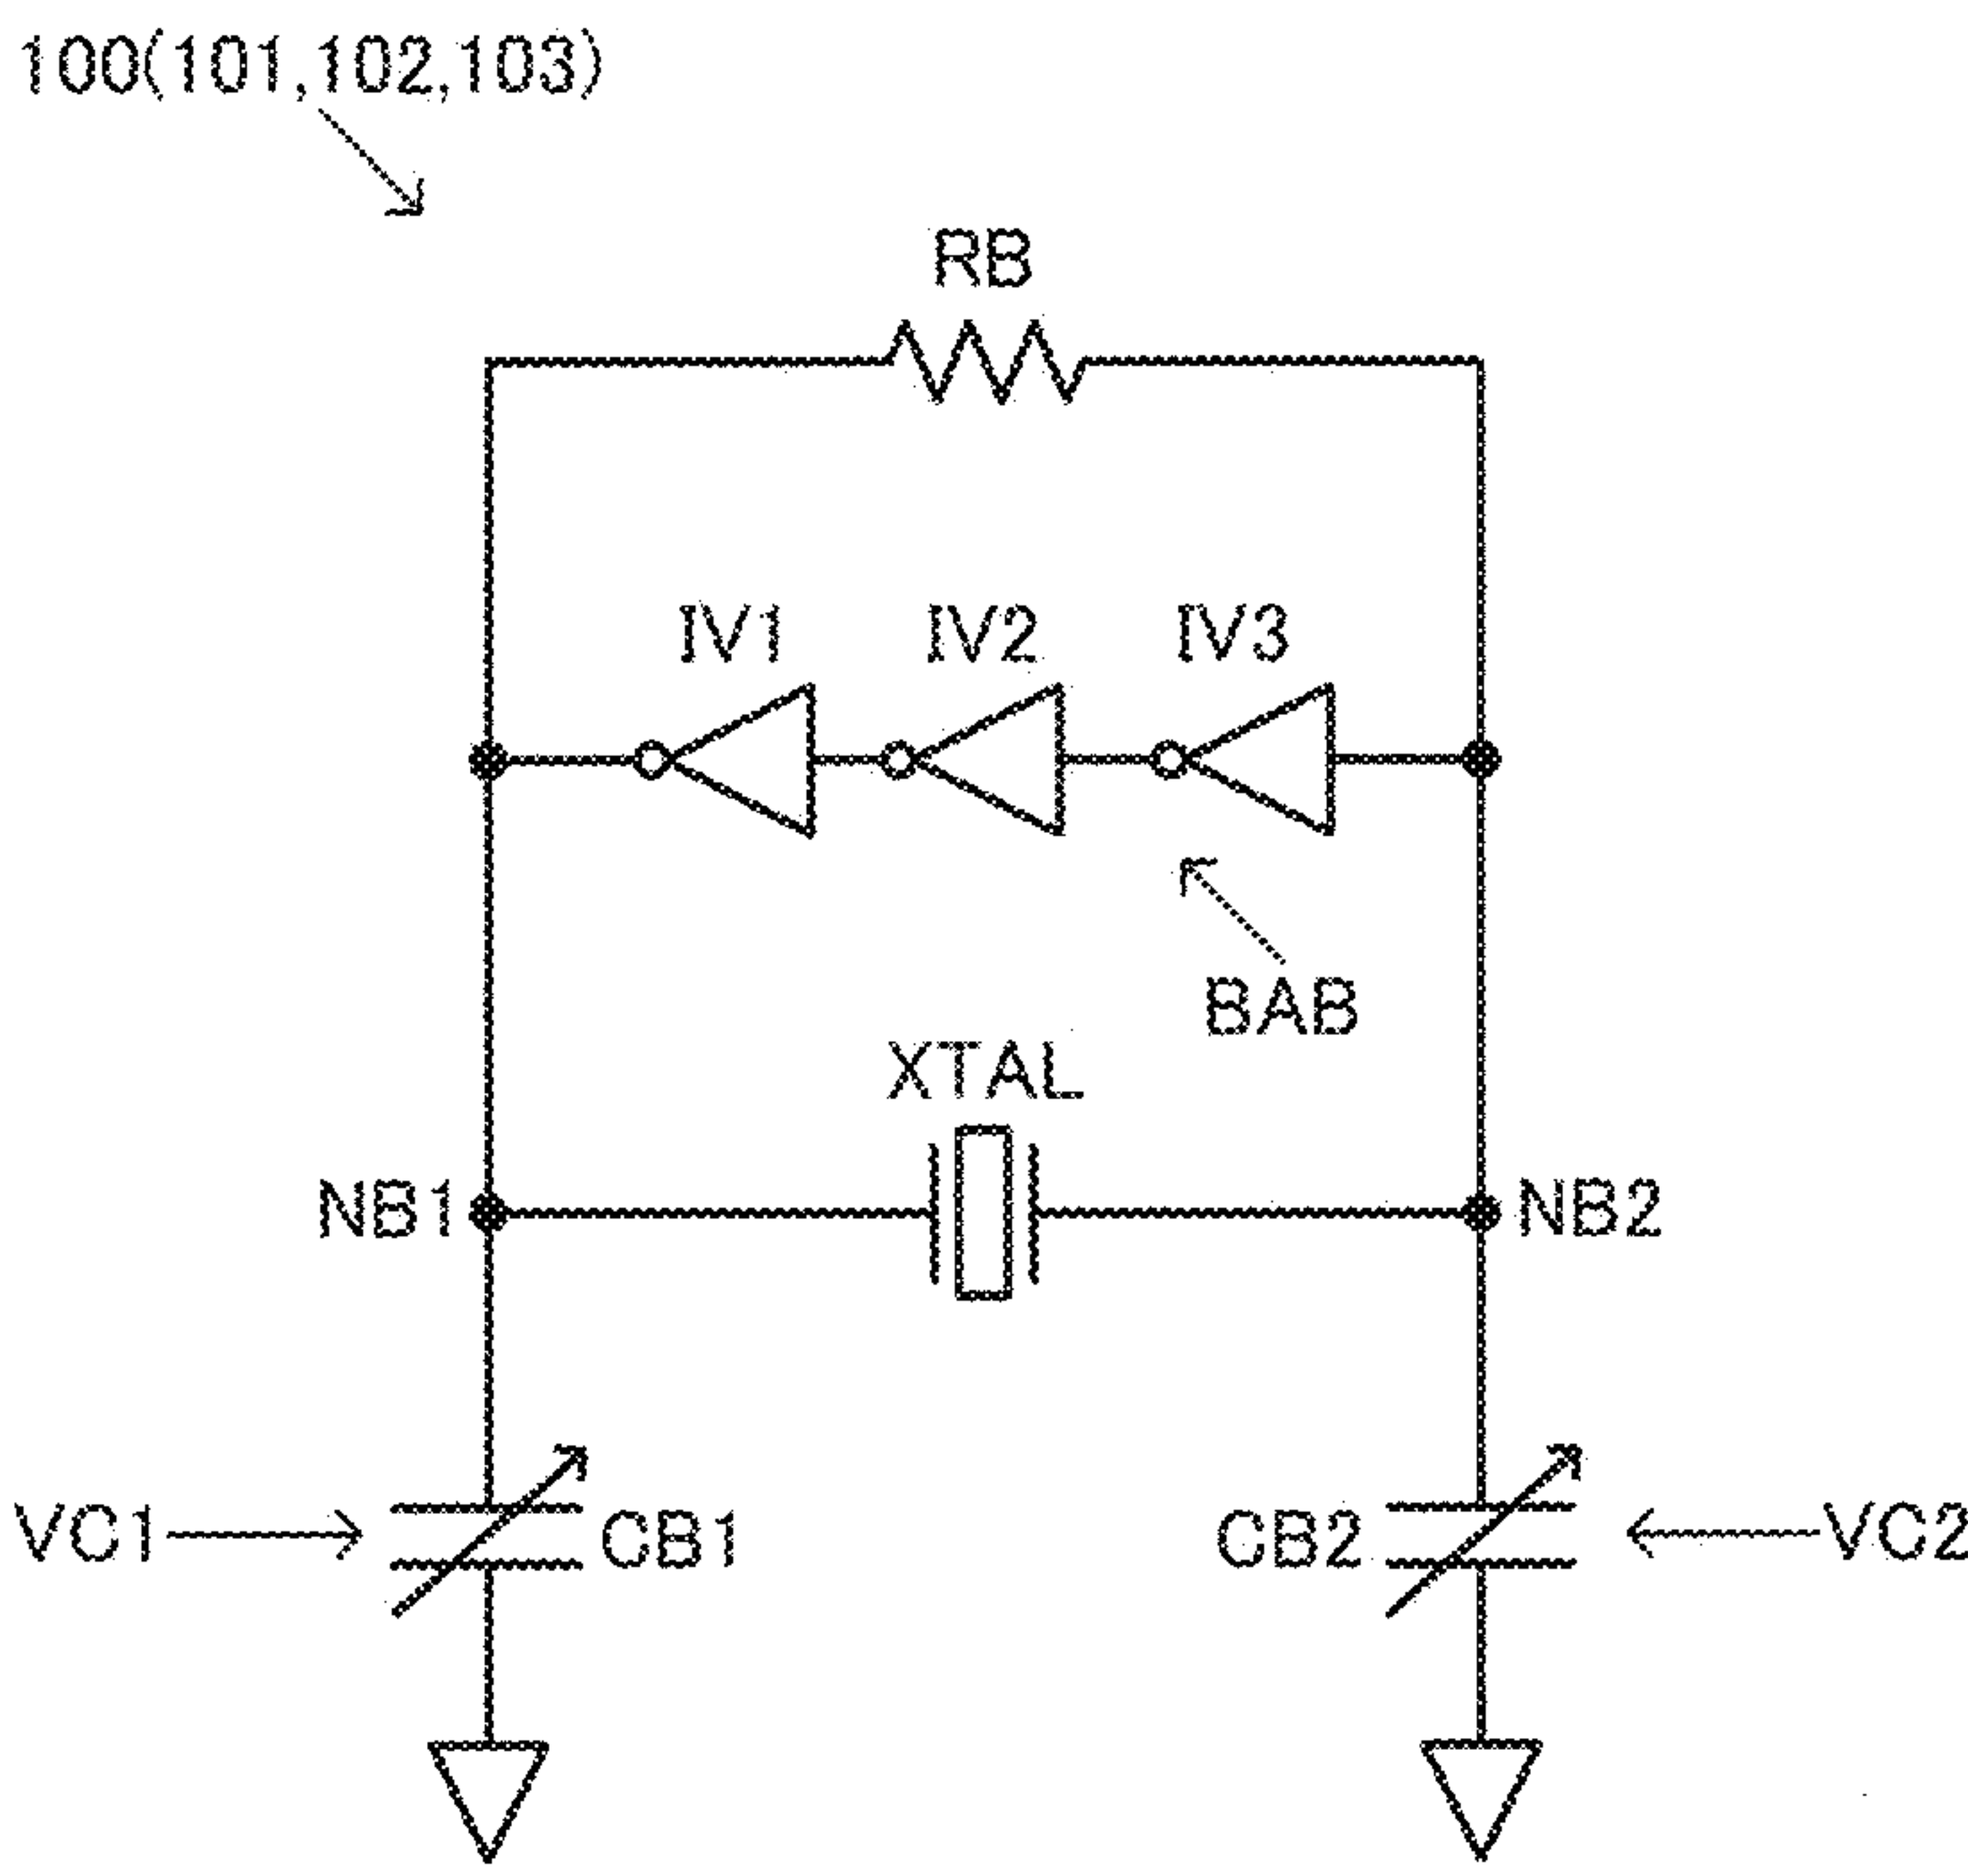 100(101,102,103)
RB
IV1 IV2 IV3
BAB
XTAL
NB1 NB2
VC1 CB1 CB2 VC2